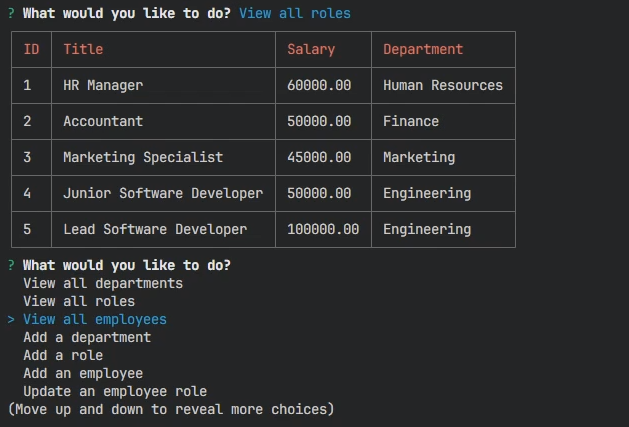 ? What would you like to do? View all roles
ID Title Salary Department
1 HR Manager 60000.00 Human Resources
2 Accountant 50000.00 Finance
3 Marketing Specialist 45000.00 Marketing
4 Junior Software Developer 50000.00 Engineering
5 Lead Software Developer 100000.00 Engineering
? What would you like to do?
View all departments
View all roles
> View all employees
Add a department
Add a role
Add an employee
Update an employee role
(Move up and down to reveal more choices)